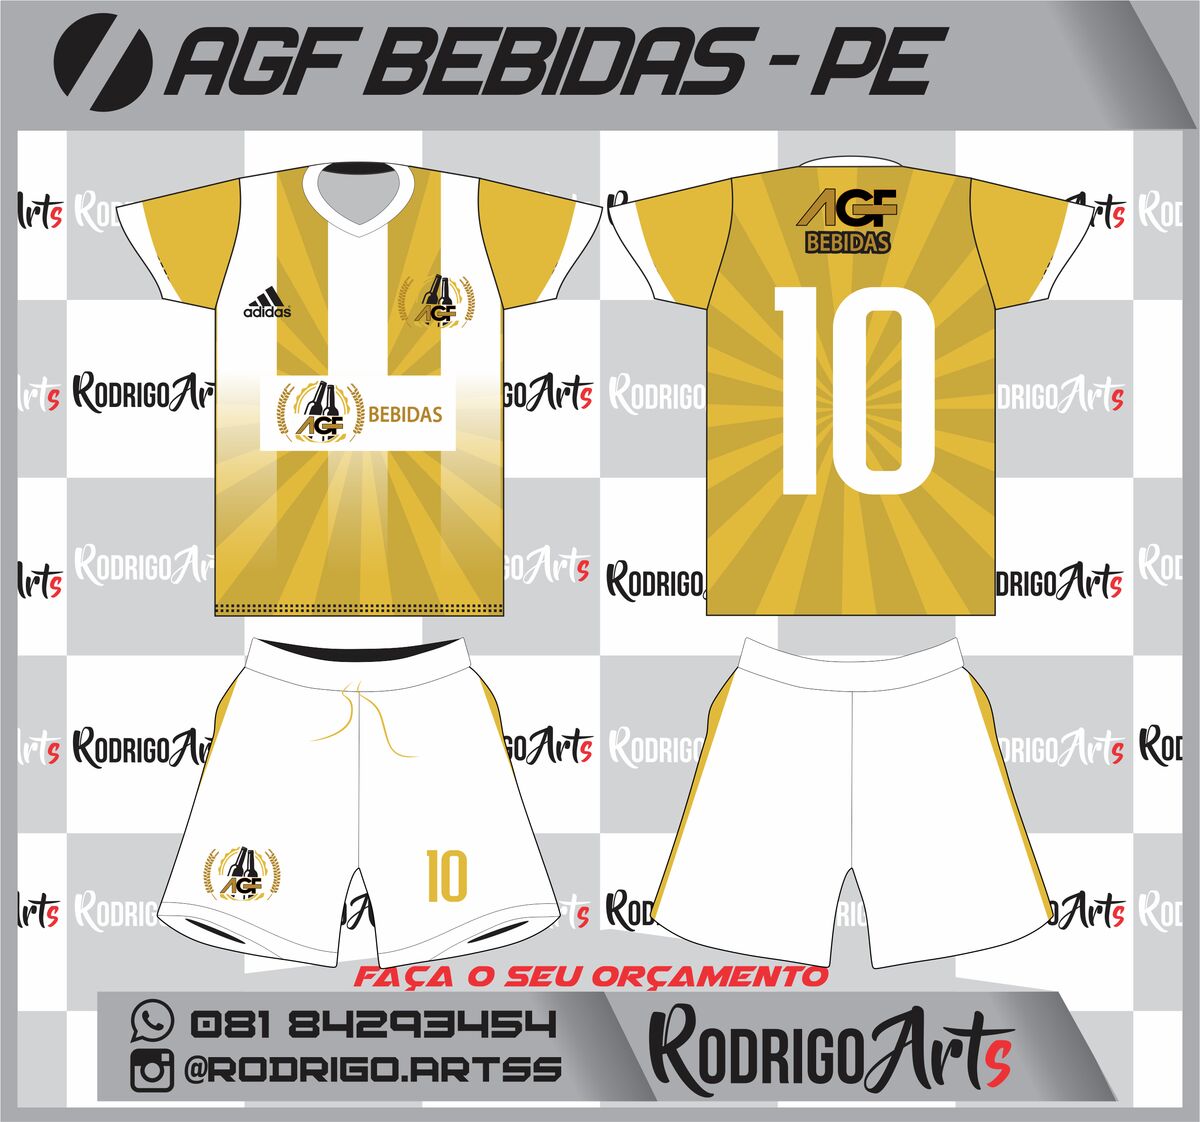 AGF BEBIDAS - PE
adidas
AGF
AGF
BEBIDAS
AGF
BEBIDAS
10
AGF
10
FAÇA O SEU ORÇAMENTO
081 84293454
@RODRIGO.ARTSS
RODRIGOArts